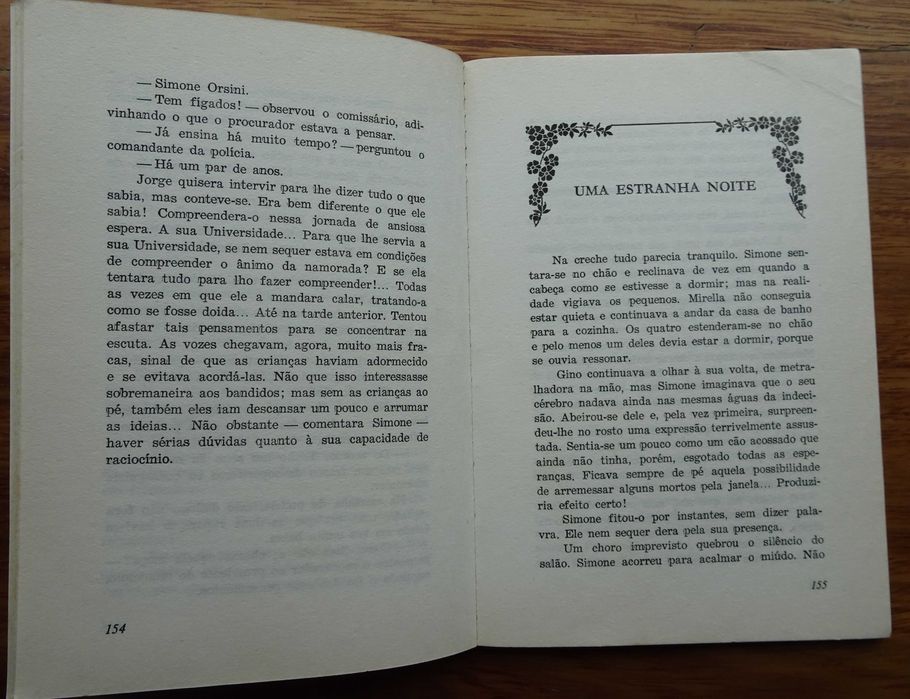 — Simone Orsini.
— Tem fígados! — observou o comissário, adi-
vinhando o que o procurador estava a pensar.
— Já ensina há muito tempo? — perguntou o
comandante da polícia.
— Há um par de anos.
Jorge quisera intervir para lhe dizer tudo o que
sabia, mas conteve-se. Era bem diferente o que ele
sabia! Compreendera-o nessa jornada de ansiosa
espera. A sua Universidade... Para que lhe servia a
sua Universidade, se nem sequer estava em condições
de compreender o ânimo da namorada? E se ela
tentara tudo para lho fazer compreender!... Todas
as vezes em que ele a mandara calar, tratando-a
como se fosse doida... Até na tarde anterior. Tentou
afastar tais pensamentos para se concentrar na
escuta. As vozes chegavam, agora, muito mais fra-
cas, sinal de que as crianças haviam adormecido
e se evitava acordá-las. Não que isso interessasse
sobremaneira aos bandidos; mas sem as crianças ao
pé, também eles iam descansar um pouco e arrumar
as ideias... Não obstante — comentara Simone —
haver sérias dúvidas quanto à sua capacidade de
raciocínio.
154
UMA ESTRANHA NOITE
Na creche tudo parecia tranquilo. Simone sen-
tara-se no chão e reclinava de vez em quando a
cabeça como se estivesse a dormir; mas na reali-
dade vigiava os pequenos. Mirella não conseguia
estar quieta e continuava a andar da casa de banho
para a cozinha. Os quatro estenderam-se no chão
e pelo menos um deles devia estar a dormir, porque
se ouvia ressonar.
Gino continuava a olhar à sua volta, de metra-
lhadora na mão, mas Simone imaginava que o seu
cérebro nadava ainda nas mesmas águas da indeci-
são. Abeirou-se dele e, pela vez primeira, surpreen-
deu-lhe no rosto uma expressão terrivelmente assus-
tada. Sentia-se um pouco como um cão acossado que
ainda não tinha, porém, esgotado todas as espe-
ranças. Ficava sempre de pé aquela possibilidade
de arremessar alguns mortos pela janela... Produzi-
ria efeito certo!
Simone fitou-o por instantes, sem dizer pala-
vra. Ele nem sequer dera pela sua presença.
Um choro imprevisto quebrou o silêncio do
salão. Simone acorreu para acalmar o miúdo. Não
155